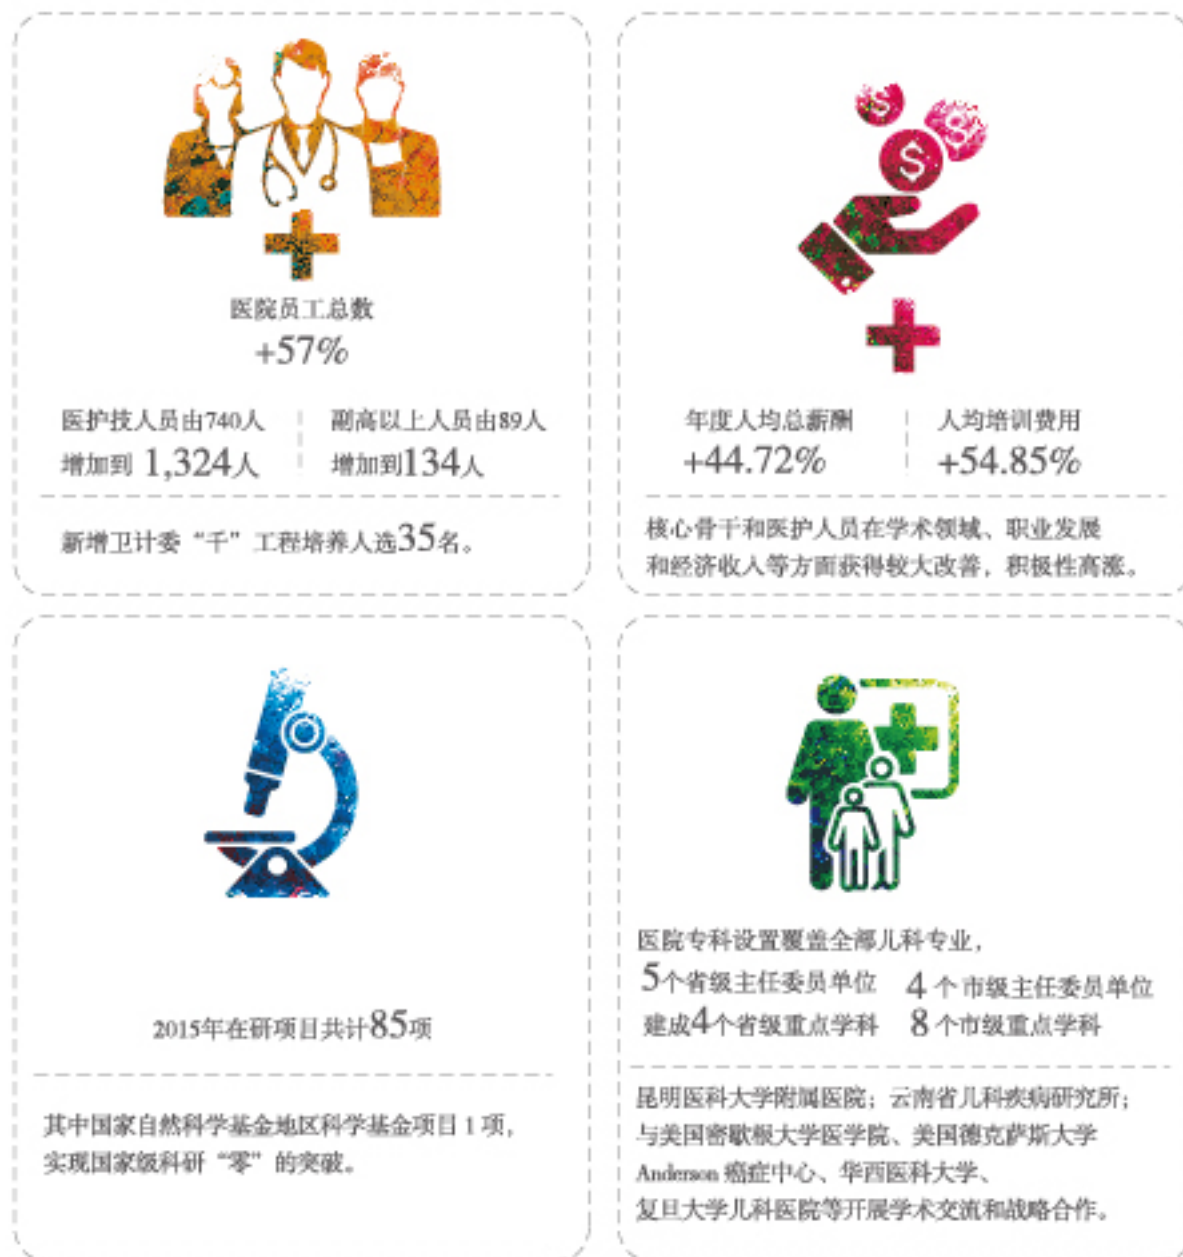 医院员工总数
+57%
医护技人员由740人
增加到 1,324人
副高以上人员由89人
增加到134人
新增卫计委“千”工程培养人选35名。
年度人均总薪酬
+44.72%
人均培训费用
+54.85%
核心骨干和医护人员在学术领域、职业发展
和经济收入等方面获得较大改善，积极性高涨。
2015年在研项目共计85项
其中国家自然科学基金地区科学基金项目 1 项，
实现国家级科研“零”的突破。
医院专科设置覆盖全部儿科专业，
5个省级主任委员单位 4 个 市级主任委员单位
建成4个省级重点学科 8 个市级重点学科
昆明医科大学附属医院；云南省儿科疾病研究所；
与美国密歇根大学医学院、美国德克萨斯大学
Anderson 癌症中心、华西医科大学、
复旦大学儿科医院等开展学术交流和战略合作。